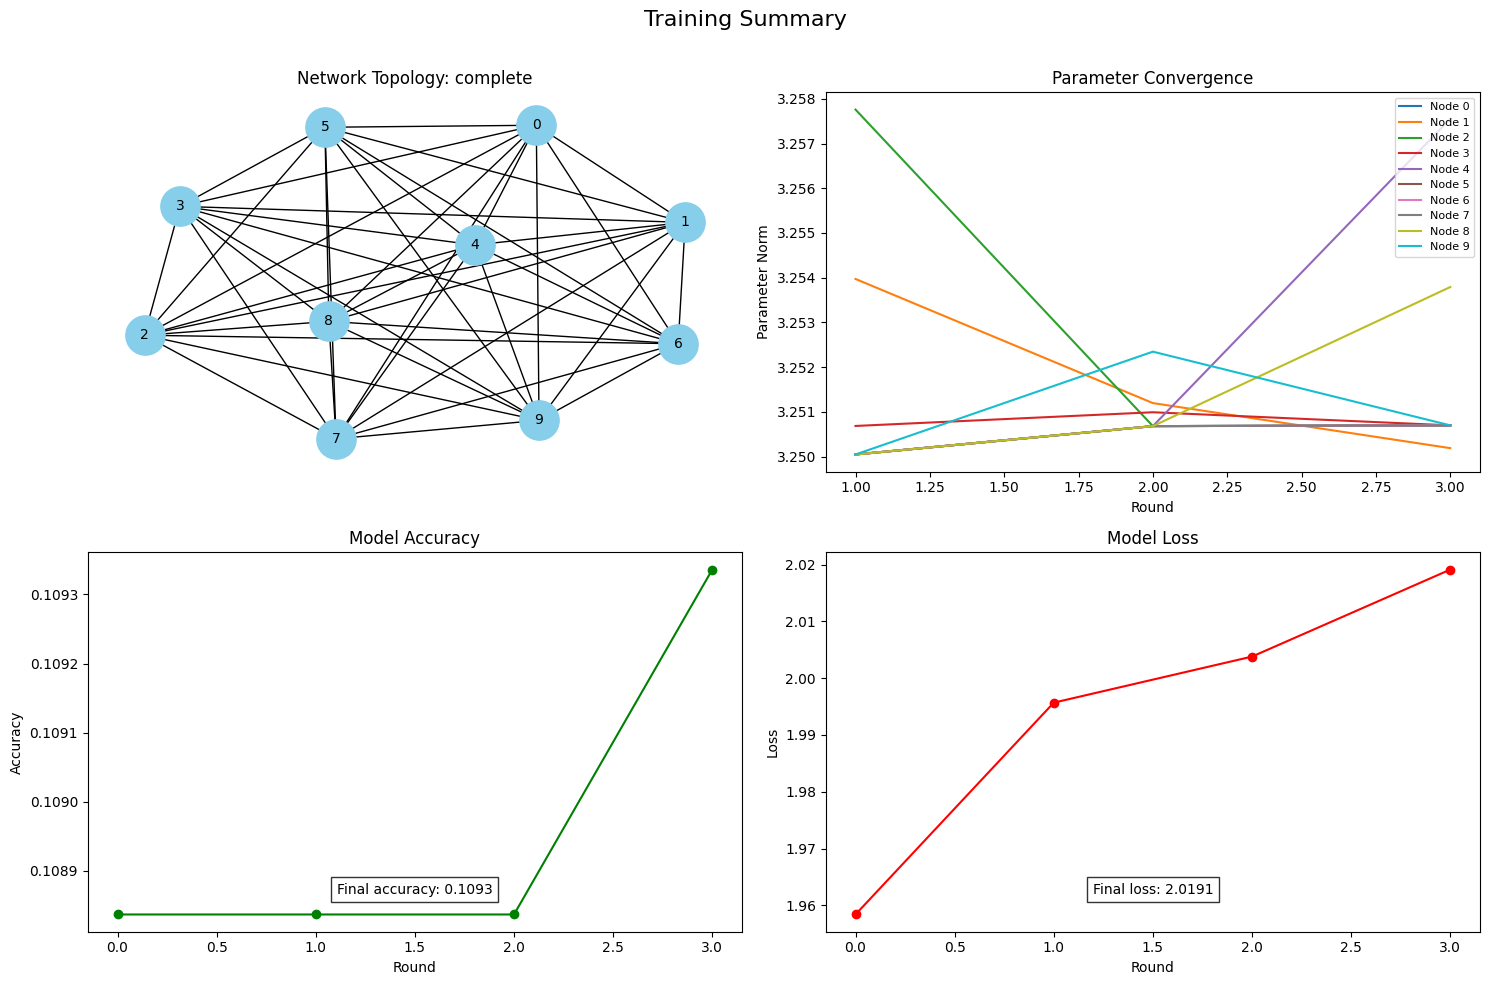 Training Summary
Network Topology: complete
5
0
3
1
4
8
2
6
9
7
Parameter Convergence
Parameter Norm
3.258
3.257
3.256
3.255
3.254
3.253
3.252
3.251
3.250
Node 0
Node 1
Node 2
Node 3
Node 4
Node 5
Node 6
Node 7
Node 8
Node 9
1.00 1.25 1.50 1.75 2.00 2.25 2.50 2.75 3.00
Round
Model Accuracy
Accuracy
0.1093
0.1092
0.1091
0.1090
0.1089
Final accuracy: 0.1093
0.0 0.5 1.0 1.5 2.0 2.5 3.0
Round
Model Loss
Loss
2.02
2.01
2.00
1.99
1.98
1.97
1.96
Final loss: 2.0191
0.0 0.5 1.0 1.5 2.0 2.5 3.0
Round